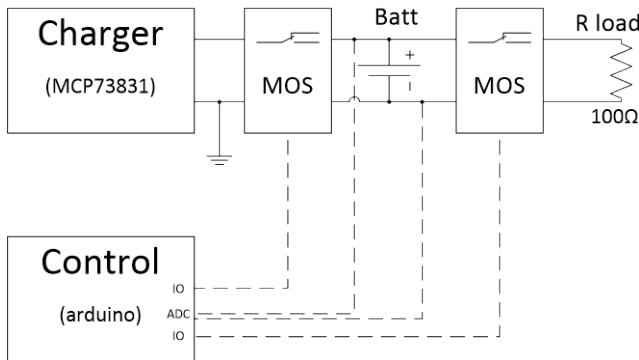 Charger
(MCP73831)
MOS
Batt
+
-
MOS
R load
100Ω
Control
(arduino)
IO
ADC
IO